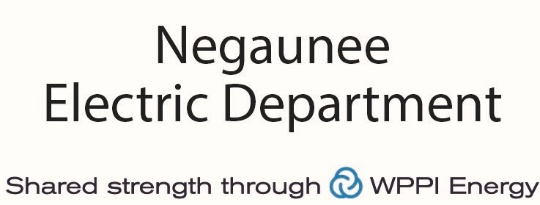 Negaunee
Electric Department
Shared strength through WPPI Energy